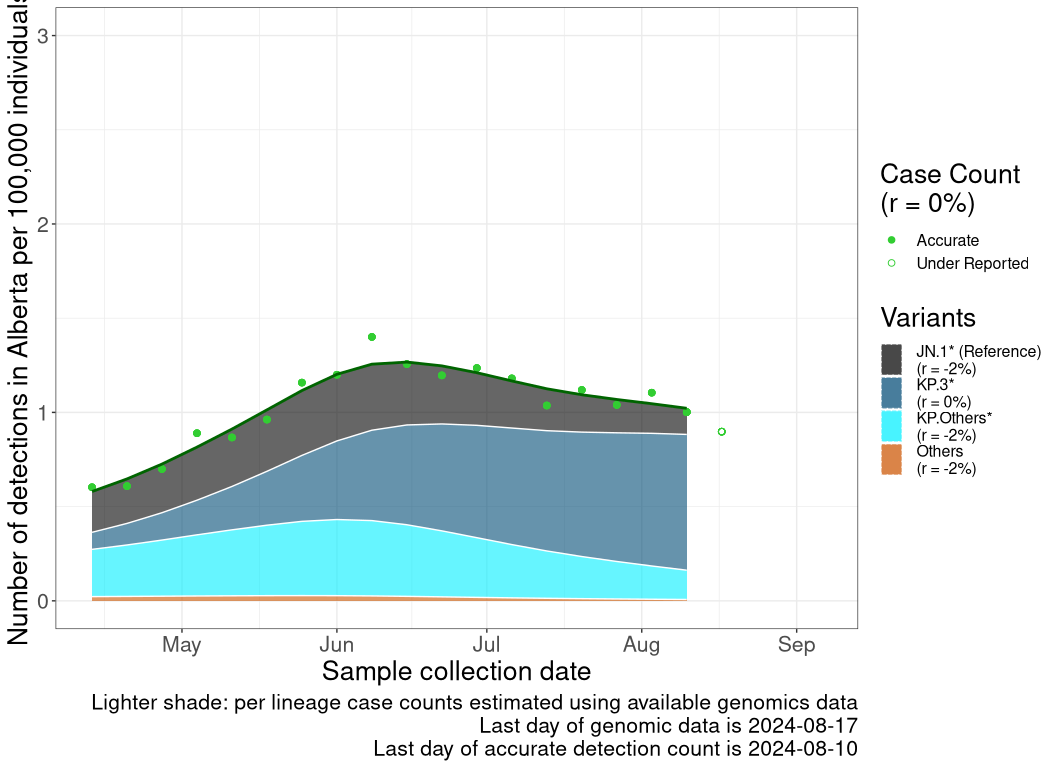 Number of detections in Alberta per 100,000 individuals
3
2
1
0
May Jun Jul Aug Sep
Sample collection date
Lighter shade: per lineage case counts estimated using available genomics data
Last day of genomic data is 2024-08-17
Last day of accurate detection count is 2024-08-10
Case Count
(r = 0%)
Accurate
Under Reported
Variants
JN.1* (Reference)
(r = -2%)
KP.3*
(r = 0%)
KP.Others*
(r = -2%)
Others
(r = -2%)